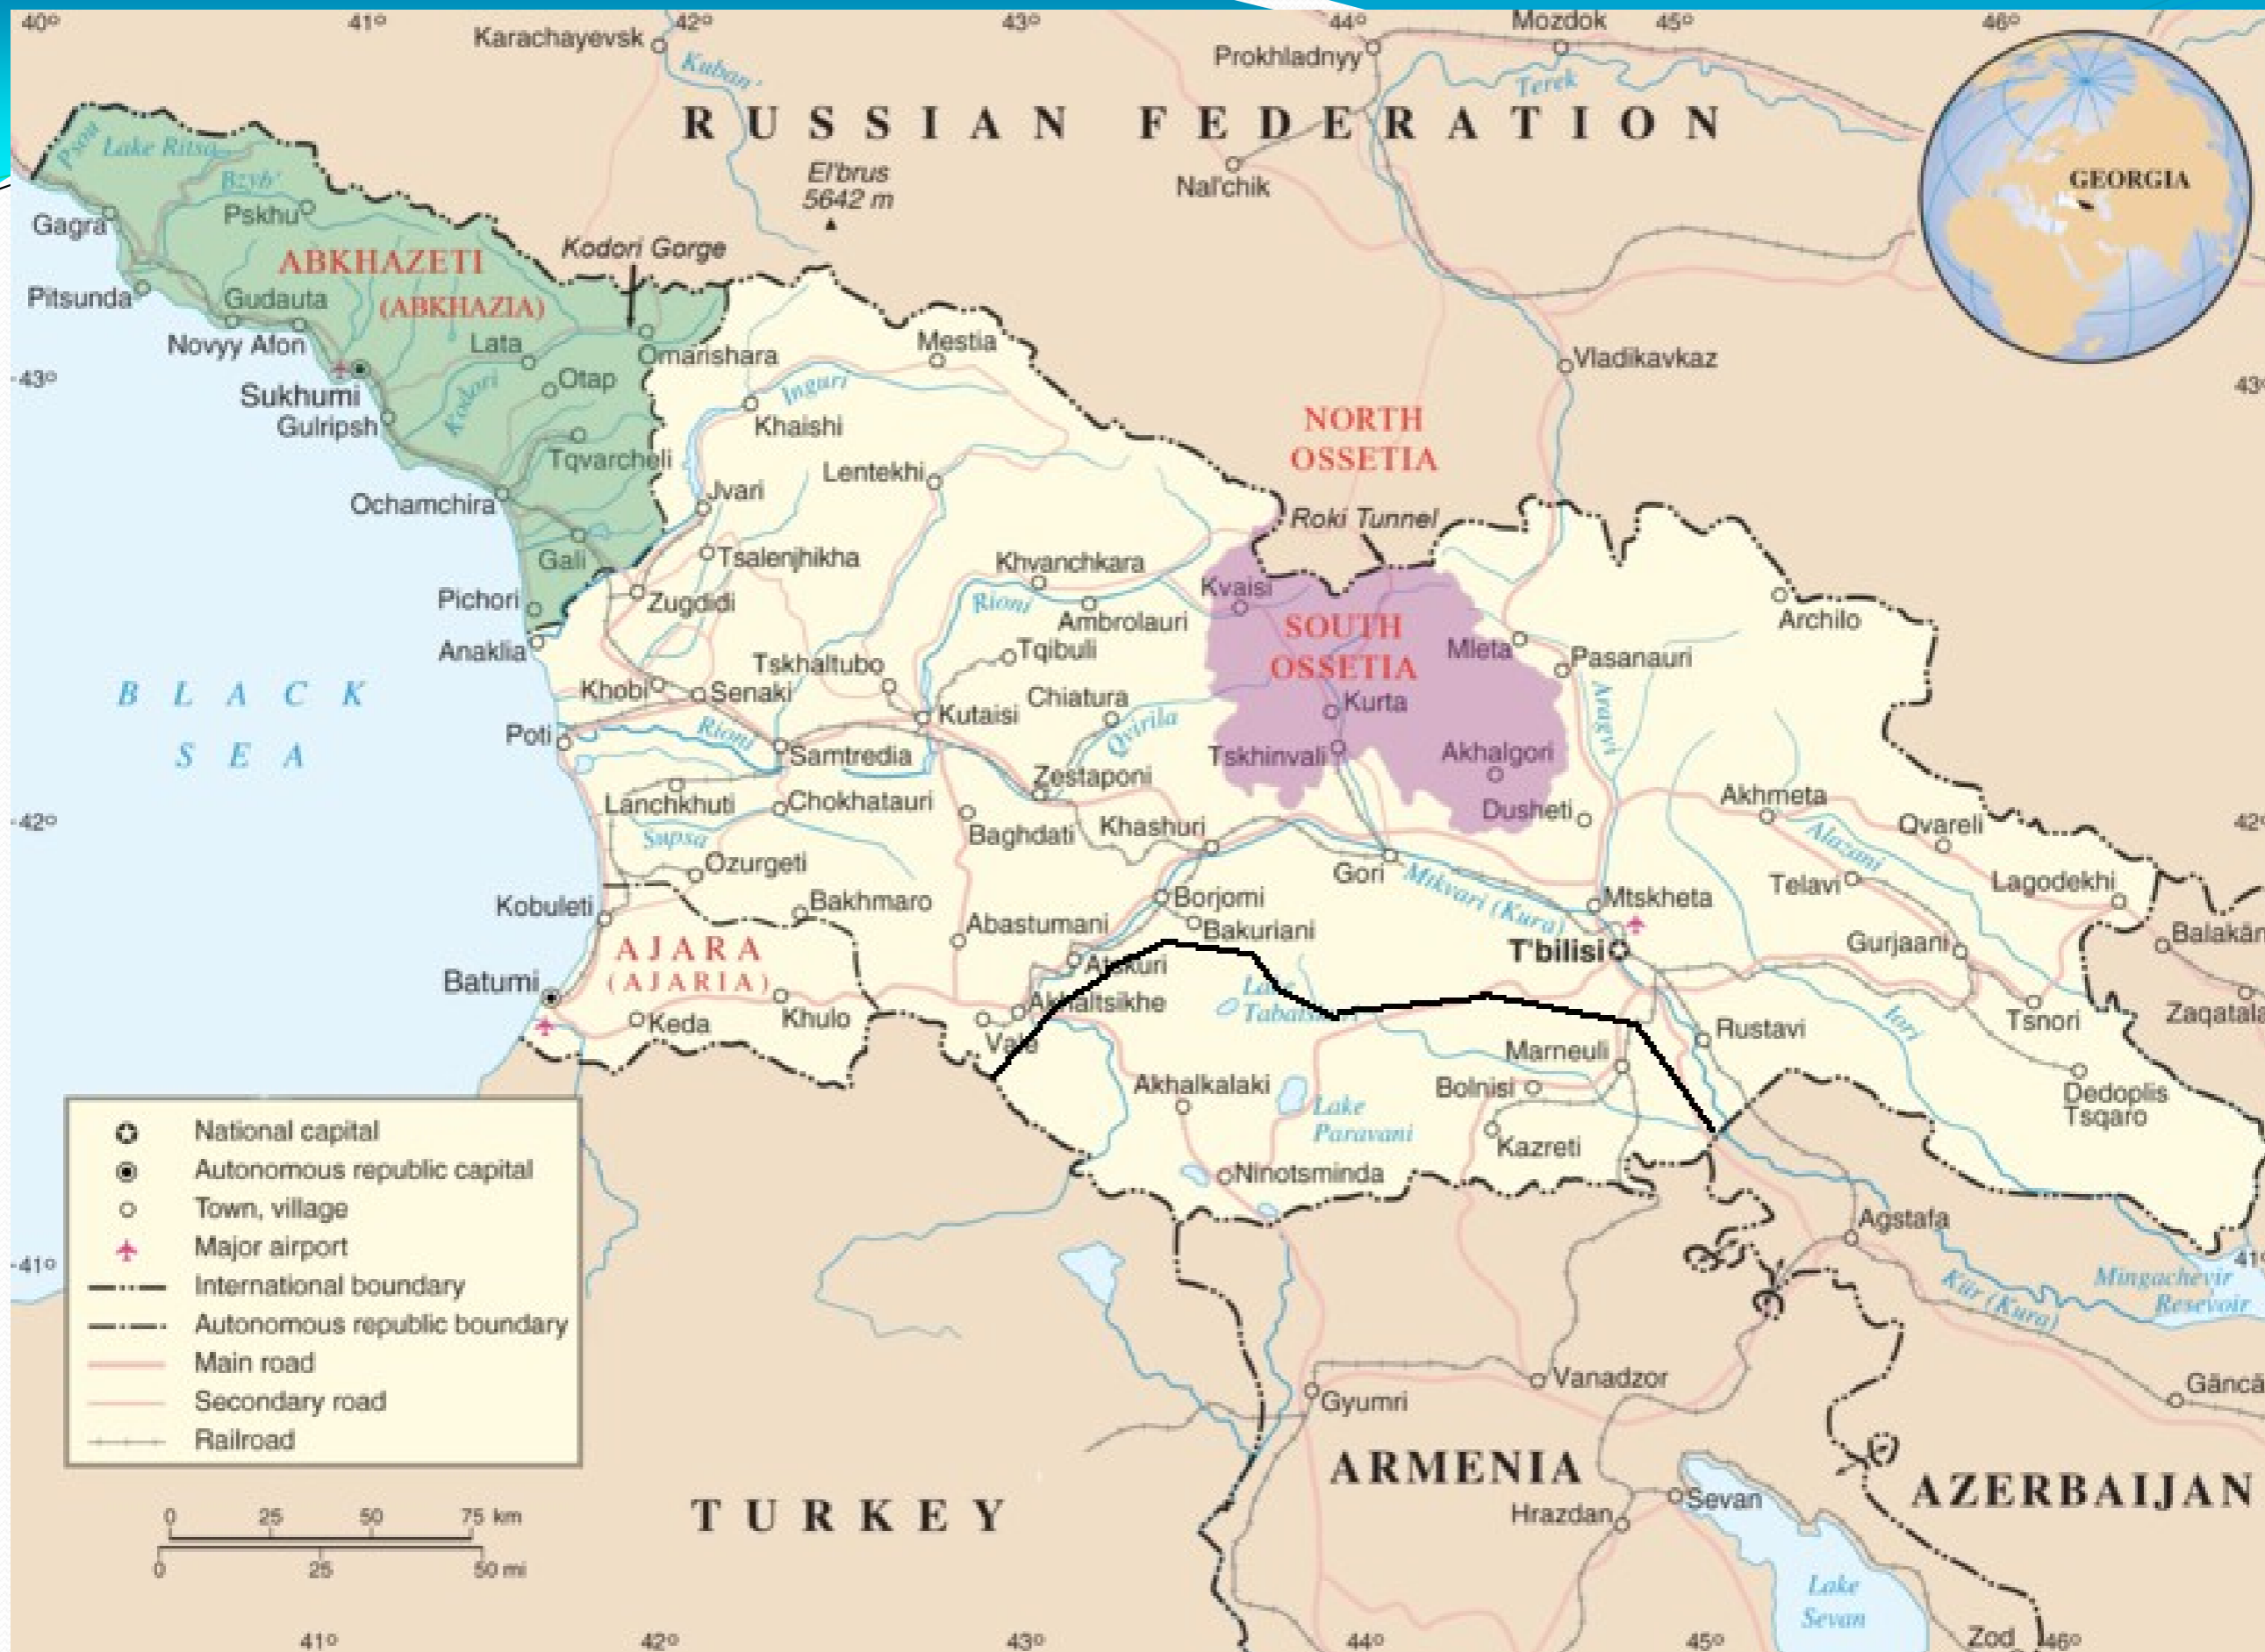 40° 41° 42° 43° 44° 45° 46°
Karachayevsk
Kuban'
Prokhladnyy
Mozdok
Terek
RUSSIAN FEDERATION
El'brus
5642 m
Nal'chik
GEORGIA
Psou
Lake Ritsa
Bzyb'
Pskhu
Gagra
ABKHAZETI
(ABKHAZIA)
Kodori Gorge
Pitsunda
Gudauta
Novyy Afon
Lata
Omarishara
Mestia
Vladikavkaz
43°
43°
Sukhumi
Otap
Kodori
Inguri
Gulripsh
Khaishi
NORTH
OSSETIA
Tqvarcheli
Lentekhi
Jvari
Ochamchira
Roki Tunnel
Gali
Tsalenjhikha
Khvanchkara
Kvaisi
Pichori
Zugdidi
Rioni
Ambrolauri
SOUTH
OSSETIA
Archilo
Anaklia
Tskhaltubo
Tqibuli
Mleta
Pasanauri
BLACK
SEA
Khobi
Senaki
Chiatura
Kutaisi
Kurta
Aragvi
Poti
Rioni
Samtredia
Qvirila
Tskhinvali
Akhalgori
Zestaponi
Lanchkhuti
Chokhatauri
Dusheti
Akhmeta
42°
42°
Supsa
Baghdati
Khashuri
Qvareli
Alazani
Ozurgeti
Gori
Mtkvari (Kura)
Telavi
Lagodekhi
Kobuleti
Bakhmaro
Borjomi
Mtskheta
Abastumani
Bakuriani
T'bilisi
Gurjaani
Balakän
AJARA
(AJARIA)
Atskuri
Batumi
Akhaltsikhe
Lake
Zaqatala
Keda
Khulo
Vale
Rustavi
Iori
Tsnori
Marneuli
Akhalkalaki
Bolnisi
Dedoplis
Tsqaro
Lake
Paravani
Kazreti
Ninotsminda
National capital
Autonomous republic capital
Town, village
Major airport
International boundary
Autonomous republic boundary
Main road
Secondary road
Railroad
Agstafa
41°
41°
Mingachevir
Resevoir
Kür (Kura)
Vanadzor
Gyumri
Gäncä
ARMENIA
AZERBAIJAN
TURKEY
Hrazdan
Sevan
0 25 50 75 km
0 25 50 mi
Lake
Sevan
Zod
41° 42° 43° 44° 45° 46°